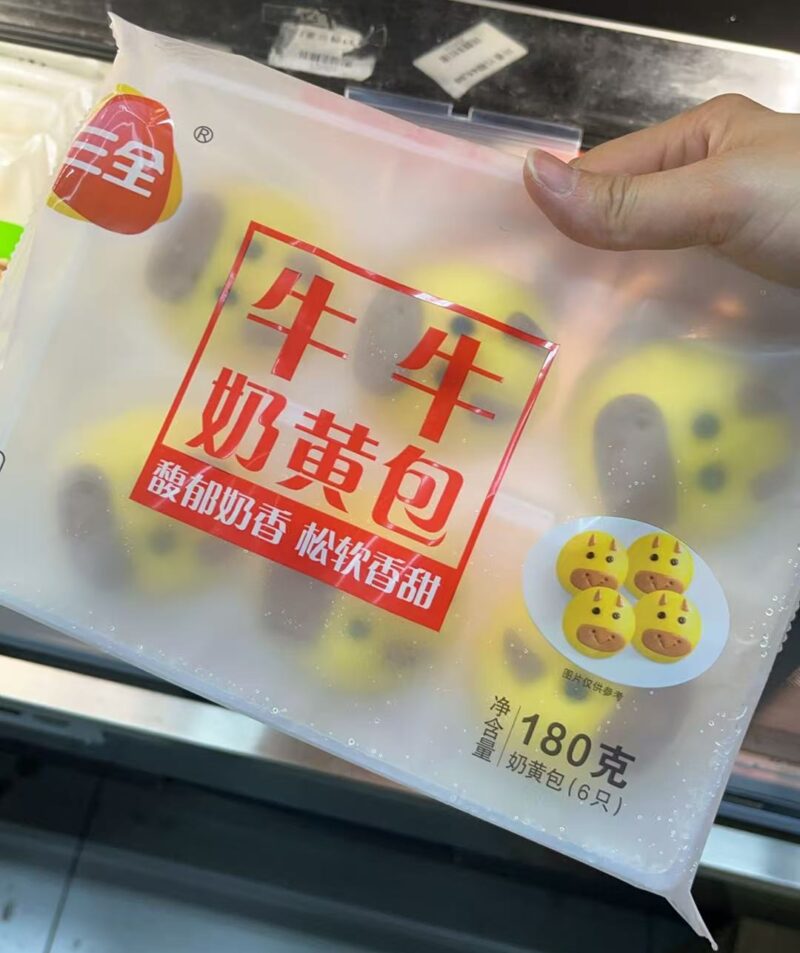 三全
®
牛牛
奶黄包
馥郁奶香 松软香甜
图片仅供参考
净含量 180克
奶黄包(6只)